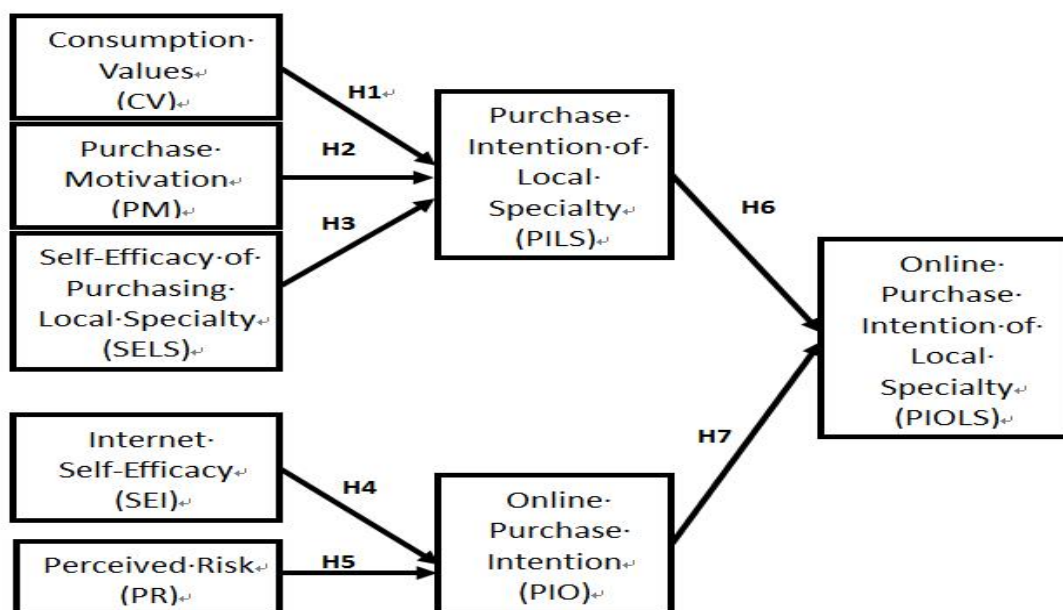 Consumption
Values
(CV)
H1
Purchase
Motivation
(PM)
H2
Self-Efficacy of
Purchasing
Local Specialty
(SELS)
H3
Purchase
Intention of
Local
Specialty
(PILS)
H6
Online
Purchase
Intention of
Local
Specialty
(PIOLS)
Internet
Self-Efficacy
(SEI)
H4
Perceived Risk
(PR)
H5
Online
Purchase
Intention
(PIO)
H7